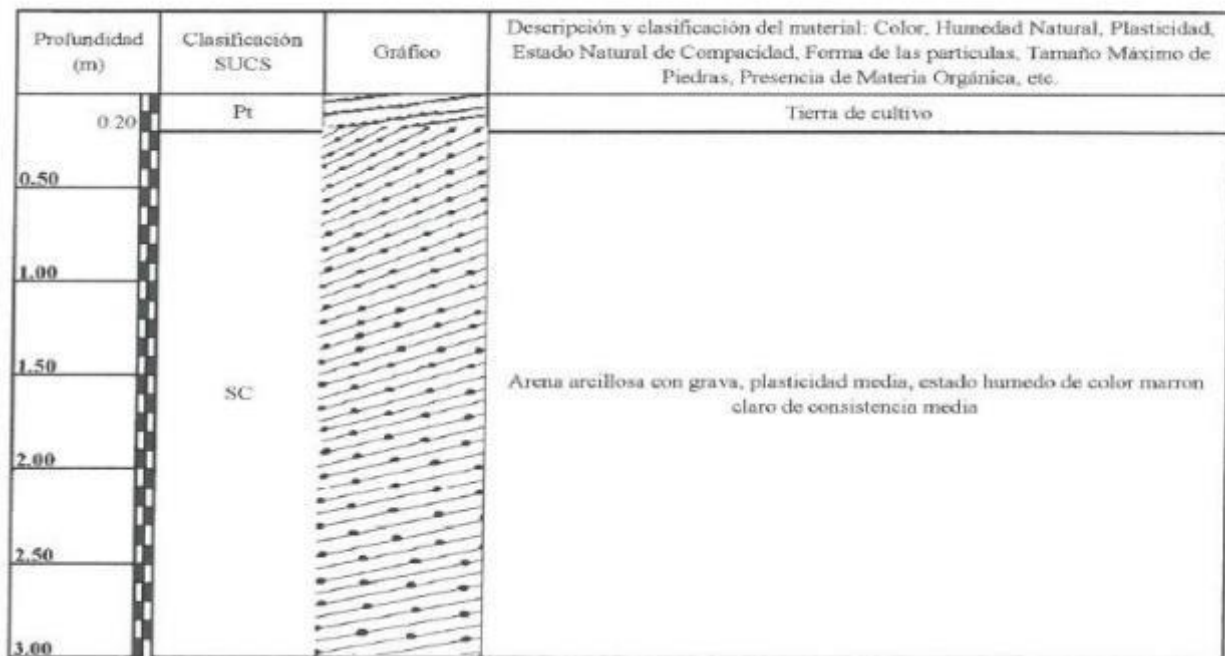 Profundidad
(m)
Clasificación
SUCS
Gráfico
Descripción y clasificación del material: Color, Humedad Natural, Plasticidad,
Estado Natural de Compacidad, Forma de las particulas, Tamaño Máximo de
Piedras, Presencia de Materia Orgánica, etc.
0.20
Pt
Tierra de cultivo
0.50
1.00
1.50
SC
Arena arcillosa con grava, plasticidad media, estado humedo de color marron
claro de consistencia media
2.00
2.50
3.00